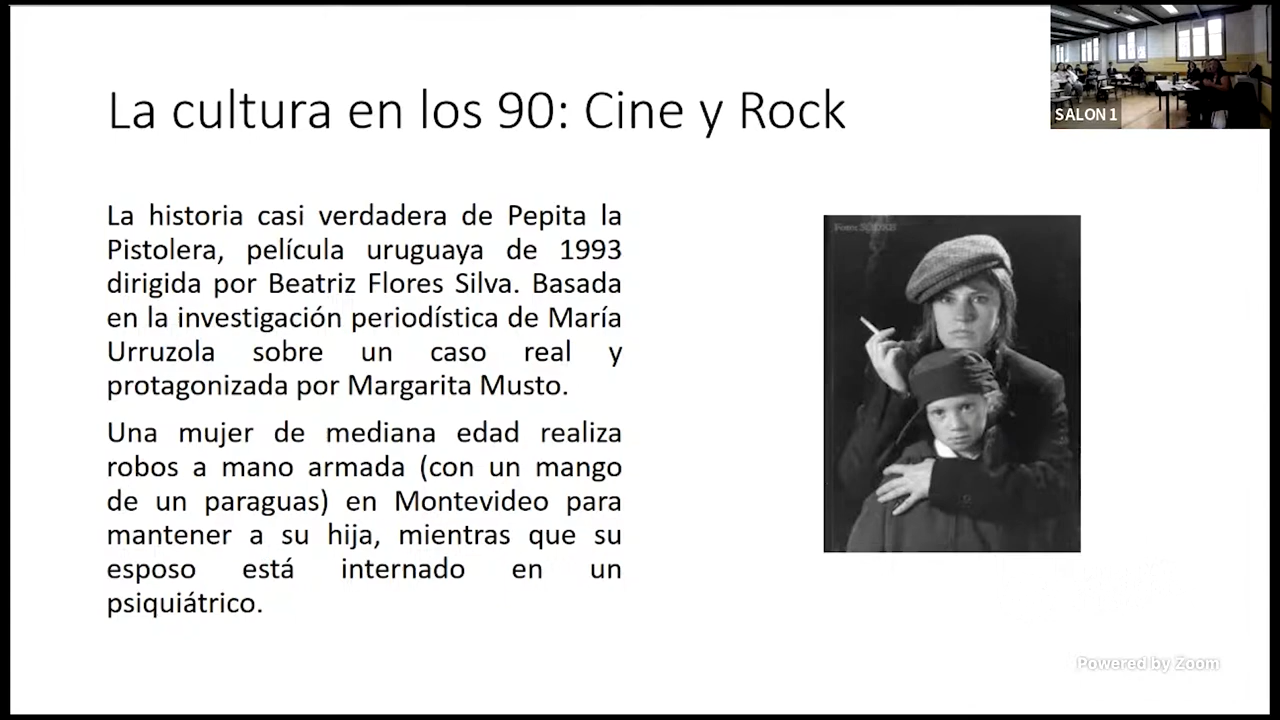 La cultura en los 90: Cine y Rock
SALON 1
La historia casi verdadera de Pepita la
Pistolera, película uruguaya de 1993
dirigida por Beatriz Flores Silva. Basada
en la investigación periodística de María
Urruzola sobre un caso real y
protagonizada por Margarita Musto.
Una mujer de mediana edad realiza
robos a mano armada (con un mango
de un paraguas) en Montevideo para
mantener a su hija, mientras que su
esposo está internado en un
psiquiátrico.
Powered by Zoom